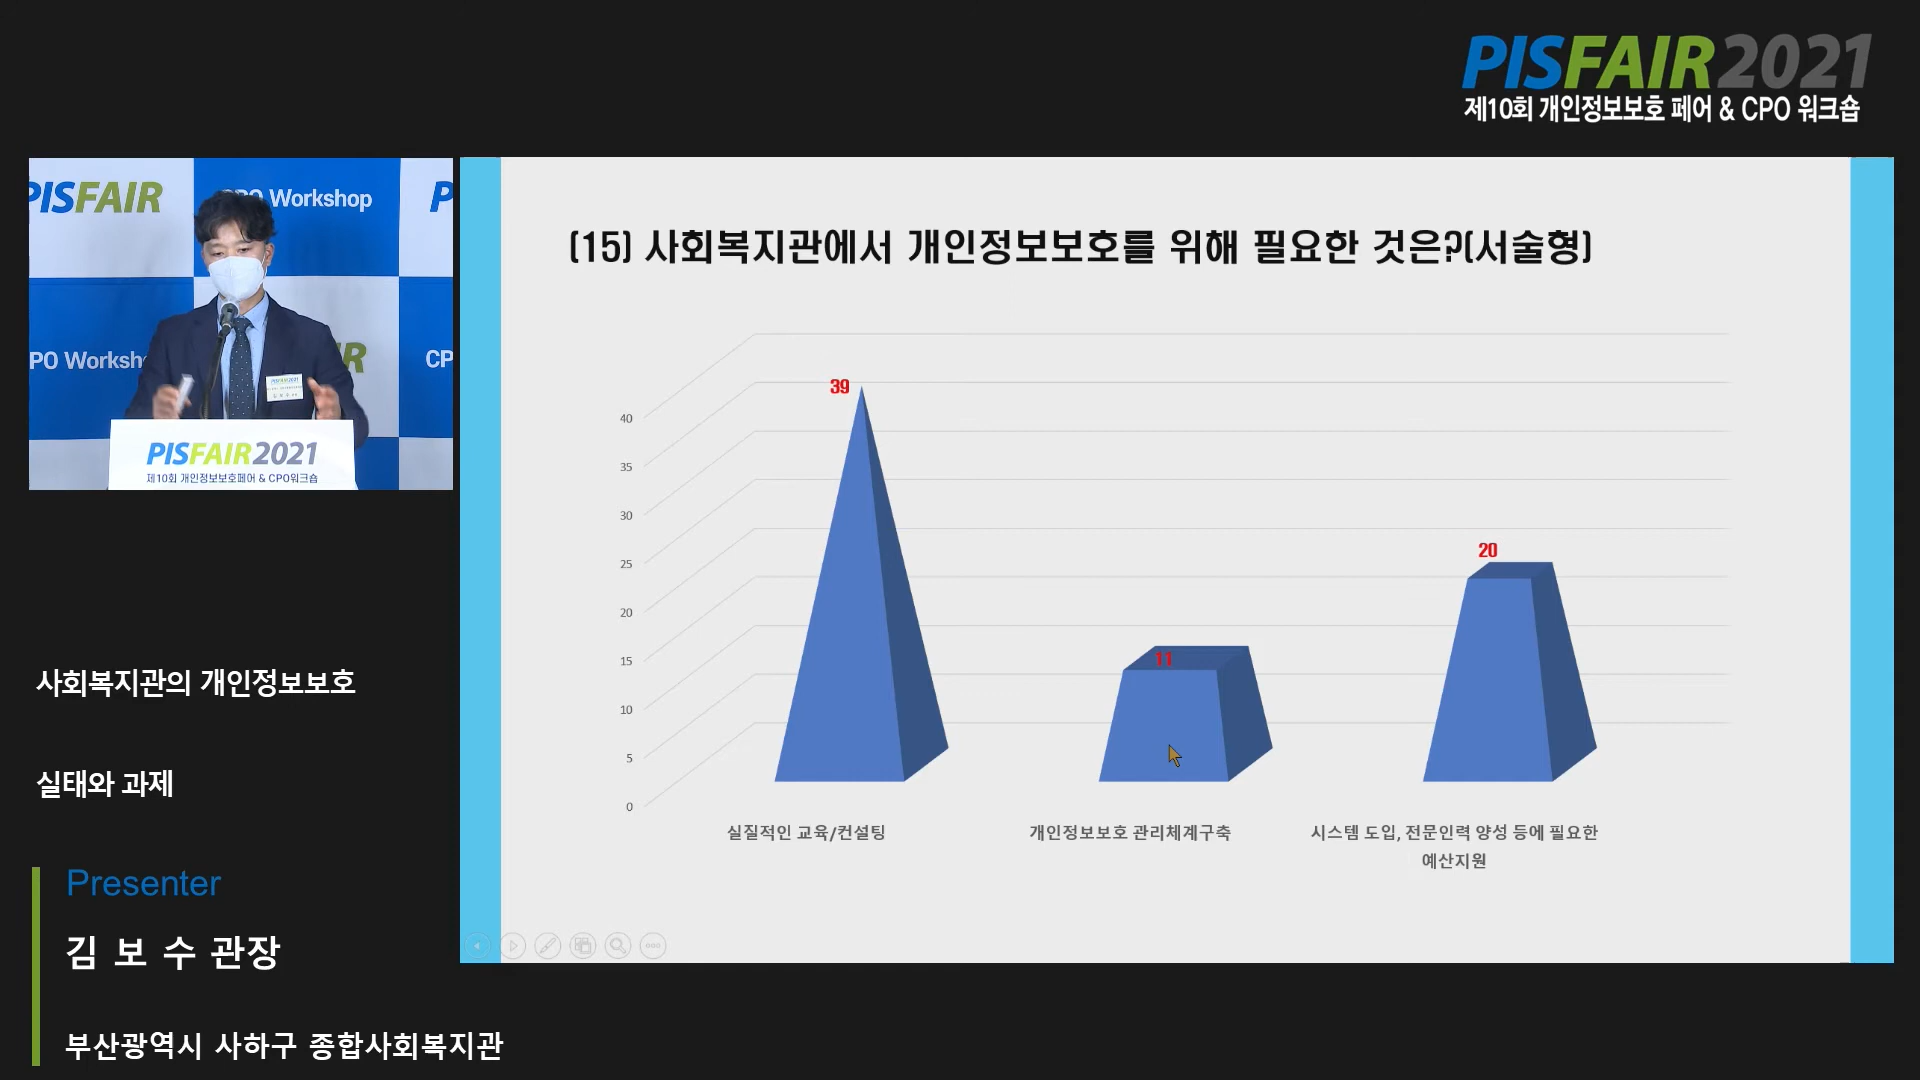 PISFAIR 2021
제10회 개인정보보호 페어 & CPO 워크숍
PISFAIR
CPO Workshop
P
PO Worksh
R
CP
PISFAIR2021
PISFAIR 2021
제10회 개인정보보호페어 & CPO워크숍
(15) 사회복지관에서 개인정보보호를 위해 필요한 것은?(서술형)
39
11
20
40
35
30
25
20
15
10
5
0
실질적인 교육/컨설팅
개인정보보호 관리체계구축
시스템 도입, 전문인력 양성 등에 필요한
예산지원
사회복지관의 개인정보보호
실태와 과제
Presenter
김 보 수 관장
부산광역시 사하구 종합사회복지관